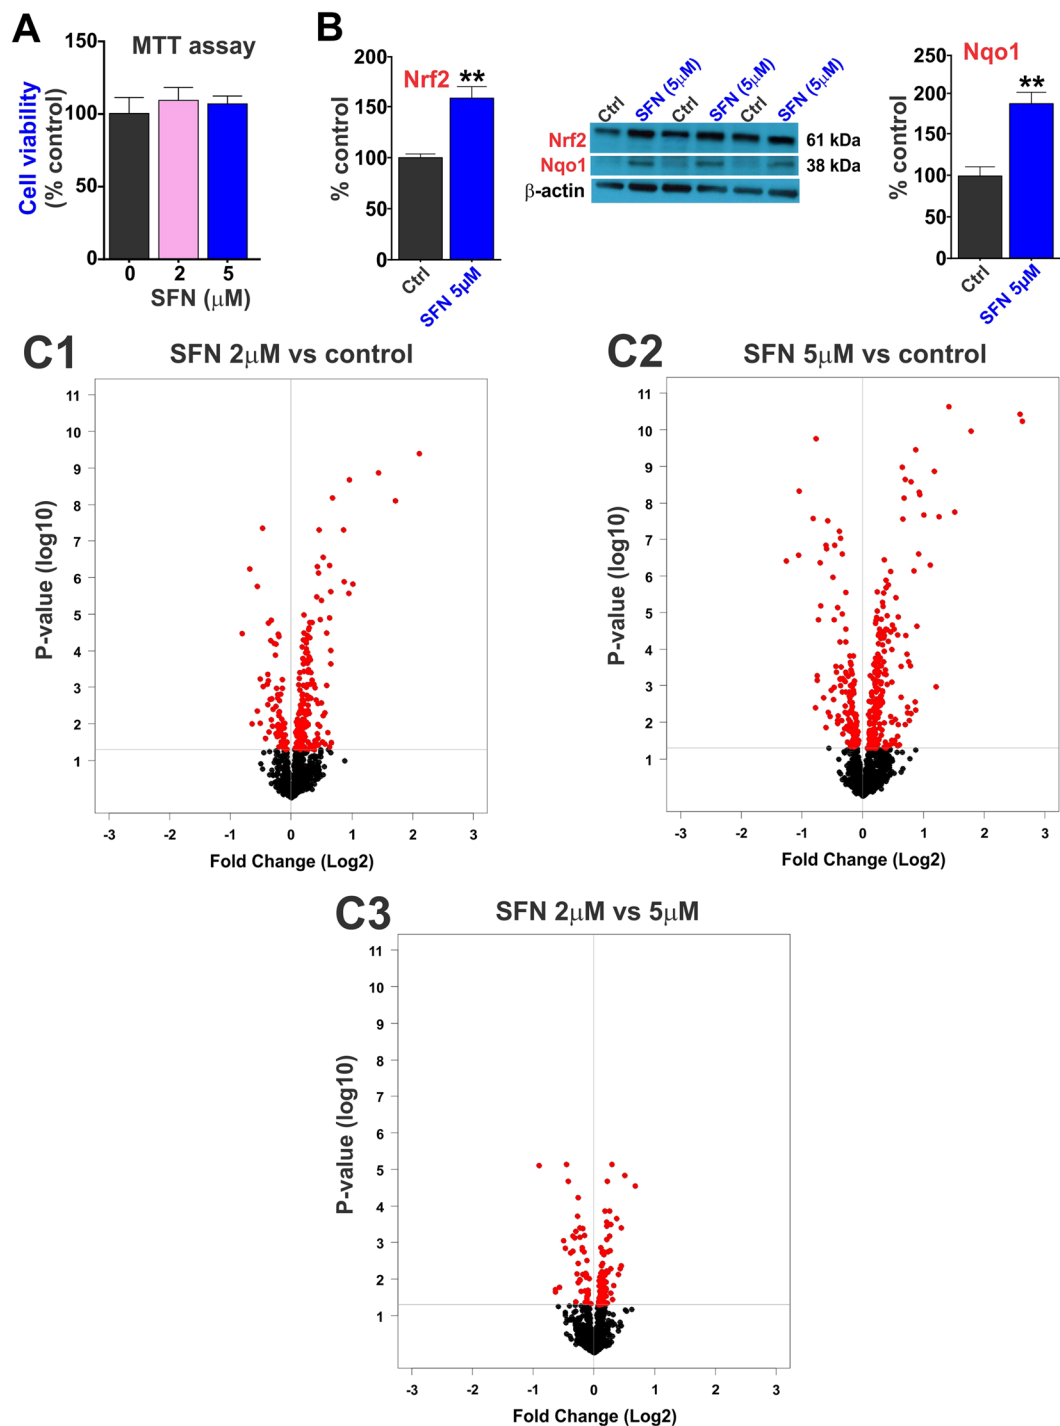 A
MTT assay
Cell viability
(% control)
150
100
50
0
0 2 5
SFN (μM)
B
% control
200
150
100
50
0
Nrf2
**
Ctrl
SFN 5μM
Ctrl SFN (5μM) Ctrl SFN (5μM) Ctrl SFN (5μM)
Nrf2 61 kDa
Nqo1 38 kDa
β-actin
% control
250
200
150
100
50
0
Nqo1
**
Ctrl
SFN 5μM
C1
SFN 2μM vs control
P-value (log10)
11
10
9
8
7
6
5
4
3
2
1
-3 -2 -1 0 1 2 3
Fold Change (Log2)
C2
SFN 5μM vs control
P-value (log10)
11
10
9
8
7
6
5
4
3
2
1
-3 -2 -1 0 1 2 3
Fold Change (Log2)
C3
SFN 2μM vs 5μM
P-value (log10)
11
10
9
8
7
6
5
4
3
2
1
-3 -2 -1 0 1 2 3
Fold Change (Log2)